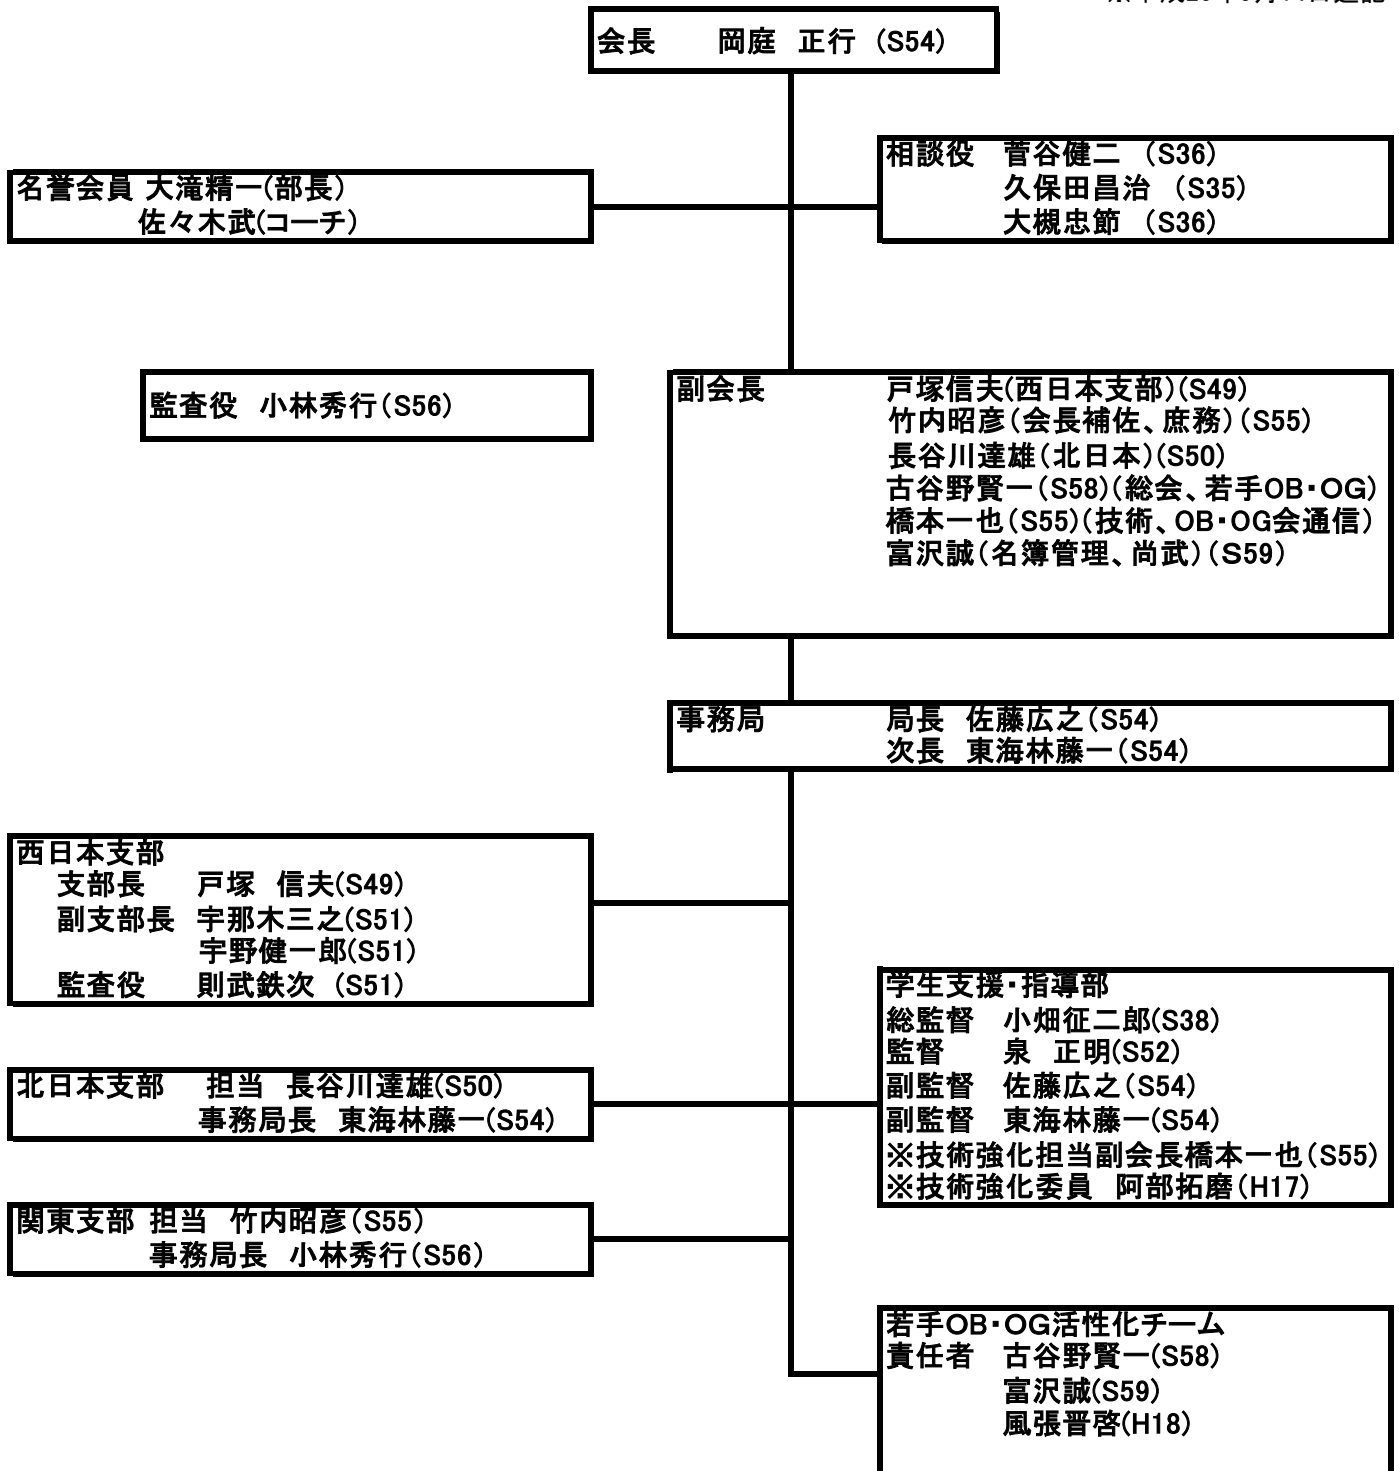 会長 岡庭 正行 (S54)
相談役 菅谷健二 (S36)
久保田昌治 (S35)
大槻忠節 (S36)
名誉会員 大滝精一(部長)
佐々木武(コーチ)
監査役 小林秀行(S56)
副会長 戸塚信夫(西日本支部)(S49)
竹内昭彦(会長補佐、庶務)(S55)
長谷川達雄(北日本)(S50)
古谷野賢一(S58)(総会、若手OB・OG)
橋本一也(S55)(技術、OB・OG会通信)
富沢誠(名簿管理、尚武)(S59)
事務局 局長 佐藤広之(S54)
次長 東海林藤一(S54)
西日本支部
支部長 戸塚 信夫(S49)
副支部長 宇那木三之(S51)
宇野健一郎(S51)
監査役 則武鉄次 (S51)
学生支援・指導部
総監督 小畑征二郎(S38)
監督 泉 正明(S52)
副監督 佐藤広之(S54)
副監督 東海林藤一(S54)
※技術強化担当副会長橋本一也(S55)
※技術強化委員 阿部拓磨(H17)
北日本支部 担当 長谷川達雄(S50)
事務局長 東海林藤一(S54)
関東支部 担当 竹内昭彦(S55)
事務局長 小林秀行(S56)
若手OB・OG活性化チーム
責任者 古谷野賢一(S58)
富沢誠(S59)
風張晋啓(H18)